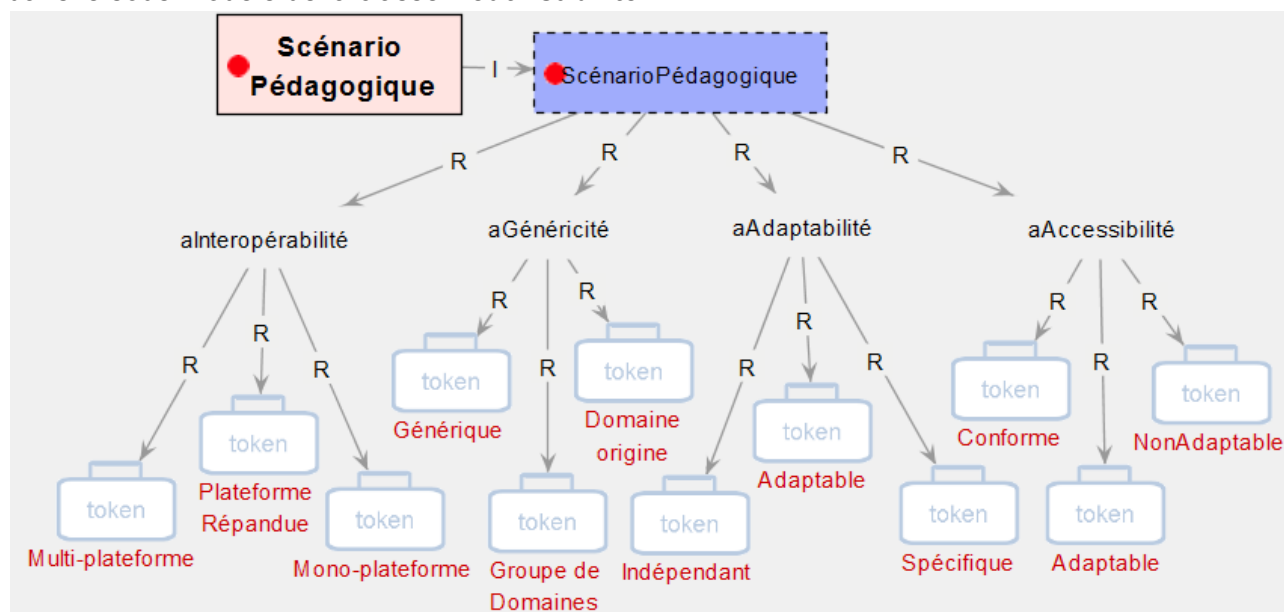 Scénario
Pédagogique
I
ScénarioPédagogique
R
R
R
R
aInteropérabilité
aGénéricité
aAdaptabilité
aAccessibilité
R
R
R
R
R
R
R
R
R
R
R
R
token
Multi-plateforme
token
Plateforme
Répandue
token
Mono-plateforme
token
Générique
token
Groupe de
Domaines
token
Domaine
origine
token
Indépendant
token
Adaptable
token
Spécifique
token
Conforme
token
Adaptable
token
NonAdaptable